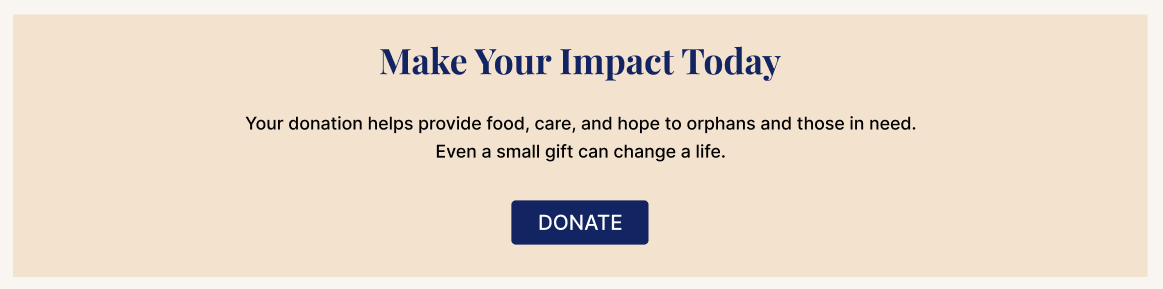 Make Your Impact Today
Your donation helps provide food, care, and hope to orphans and those in need.
Even a small gift can change a life.
DONATE